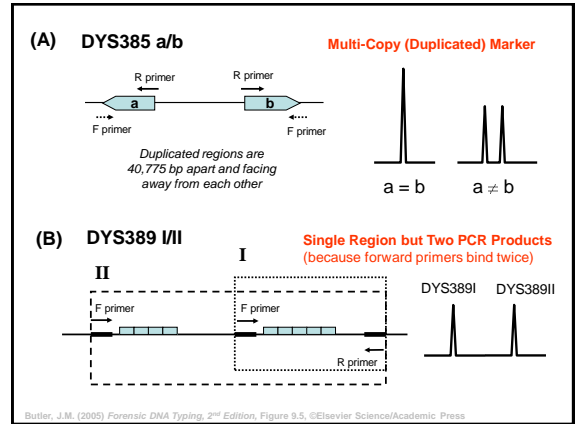 (A) DYS385 a/b
Multi-Copy (Duplicated) Marker
R primer
R primer
a
b
F primer
F primer
Duplicated regions are
40,775 bp apart and facing
away from each other
a = b
a ≠ b
(B) DYS389 I/II
Single Region but Two PCR Products
(because forward primers bind twice)
I
II
F primer
F primer
R primer
DYS389I
DYS389II
Butler, J.M. (2005) Forensic DNA Typing, 2nd Edition, Figure 9.5, ©Elsevier Science/Academic Press